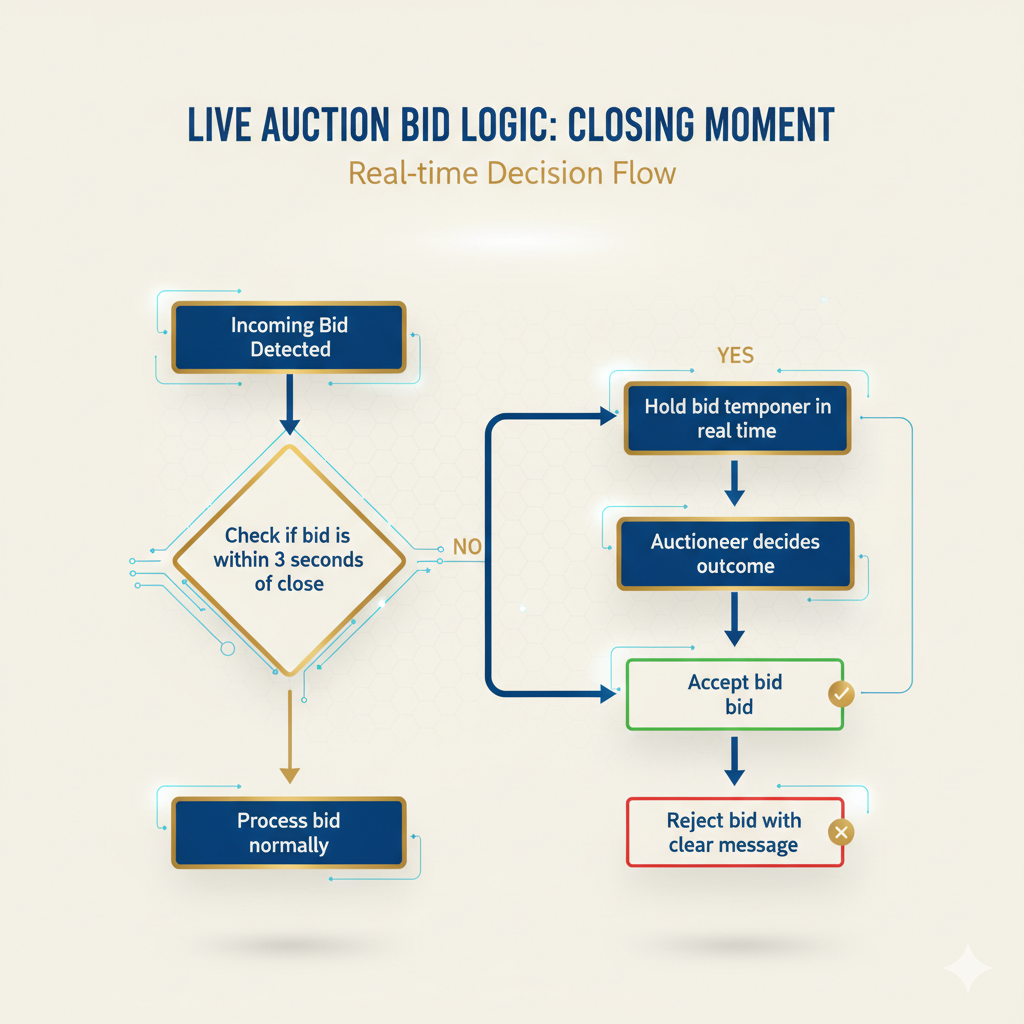 LIVE AUCTION BID LOGIC: CLOSING MOMENT
Real-time Decision Flow
Incoming Bid
Detected
Check if bid is
within 3 seconds
of close
NO
Process bid
normally
YES
Hold bid temponer in
real time
Auctioneer decides
outcome
Accept bid
bid
Reject bid with
clear message